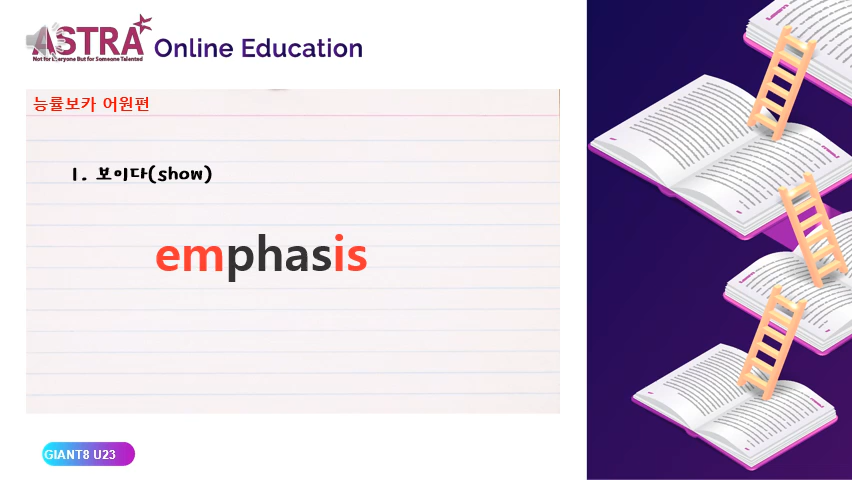 ASTRA
Not for Everyone But for Someone Talented
Online Education
능률보카 어원편
1. 보이다(show)
emphasis
GIANT8 U23